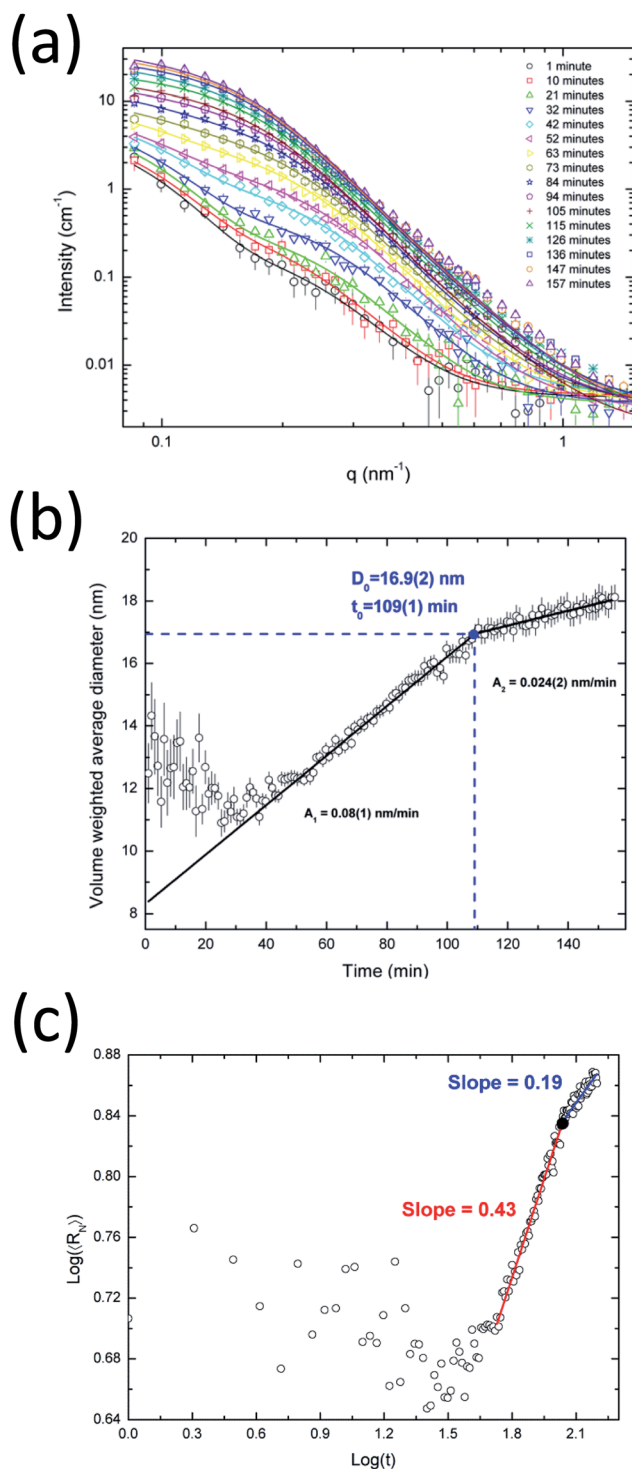 (a)
10
1
0.1
0.01
Intensity (cm⁻¹)
1 minute
10 minutes
21 minutes
32 minutes
42 minutes
52 minutes
63 minutes
73 minutes
84 minutes
94 minutes
105 minutes
115 minutes
126 minutes
136 minutes
147 minutes
157 minutes
0.1 1
q (nm⁻¹)
(b)
20
18
16
14
12
10
8
Volume weighted average diameter (nm)
D₀=16.9(2) nm
t₀=109(1) min
A₂ = 0.024(2) nm/min
A₁ = 0.08(1) nm/min
0 20 40 60 80 100 120 140
Time (min)
(c)
0.88
0.84
0.76
0.72
0.68
0.64
Log(⟨R_N⟩)
Slope = 0.19
Slope = 0.43
0.0 0.3 0.6 0.9 1.2 1.5 1.8 2.1
Log(t)